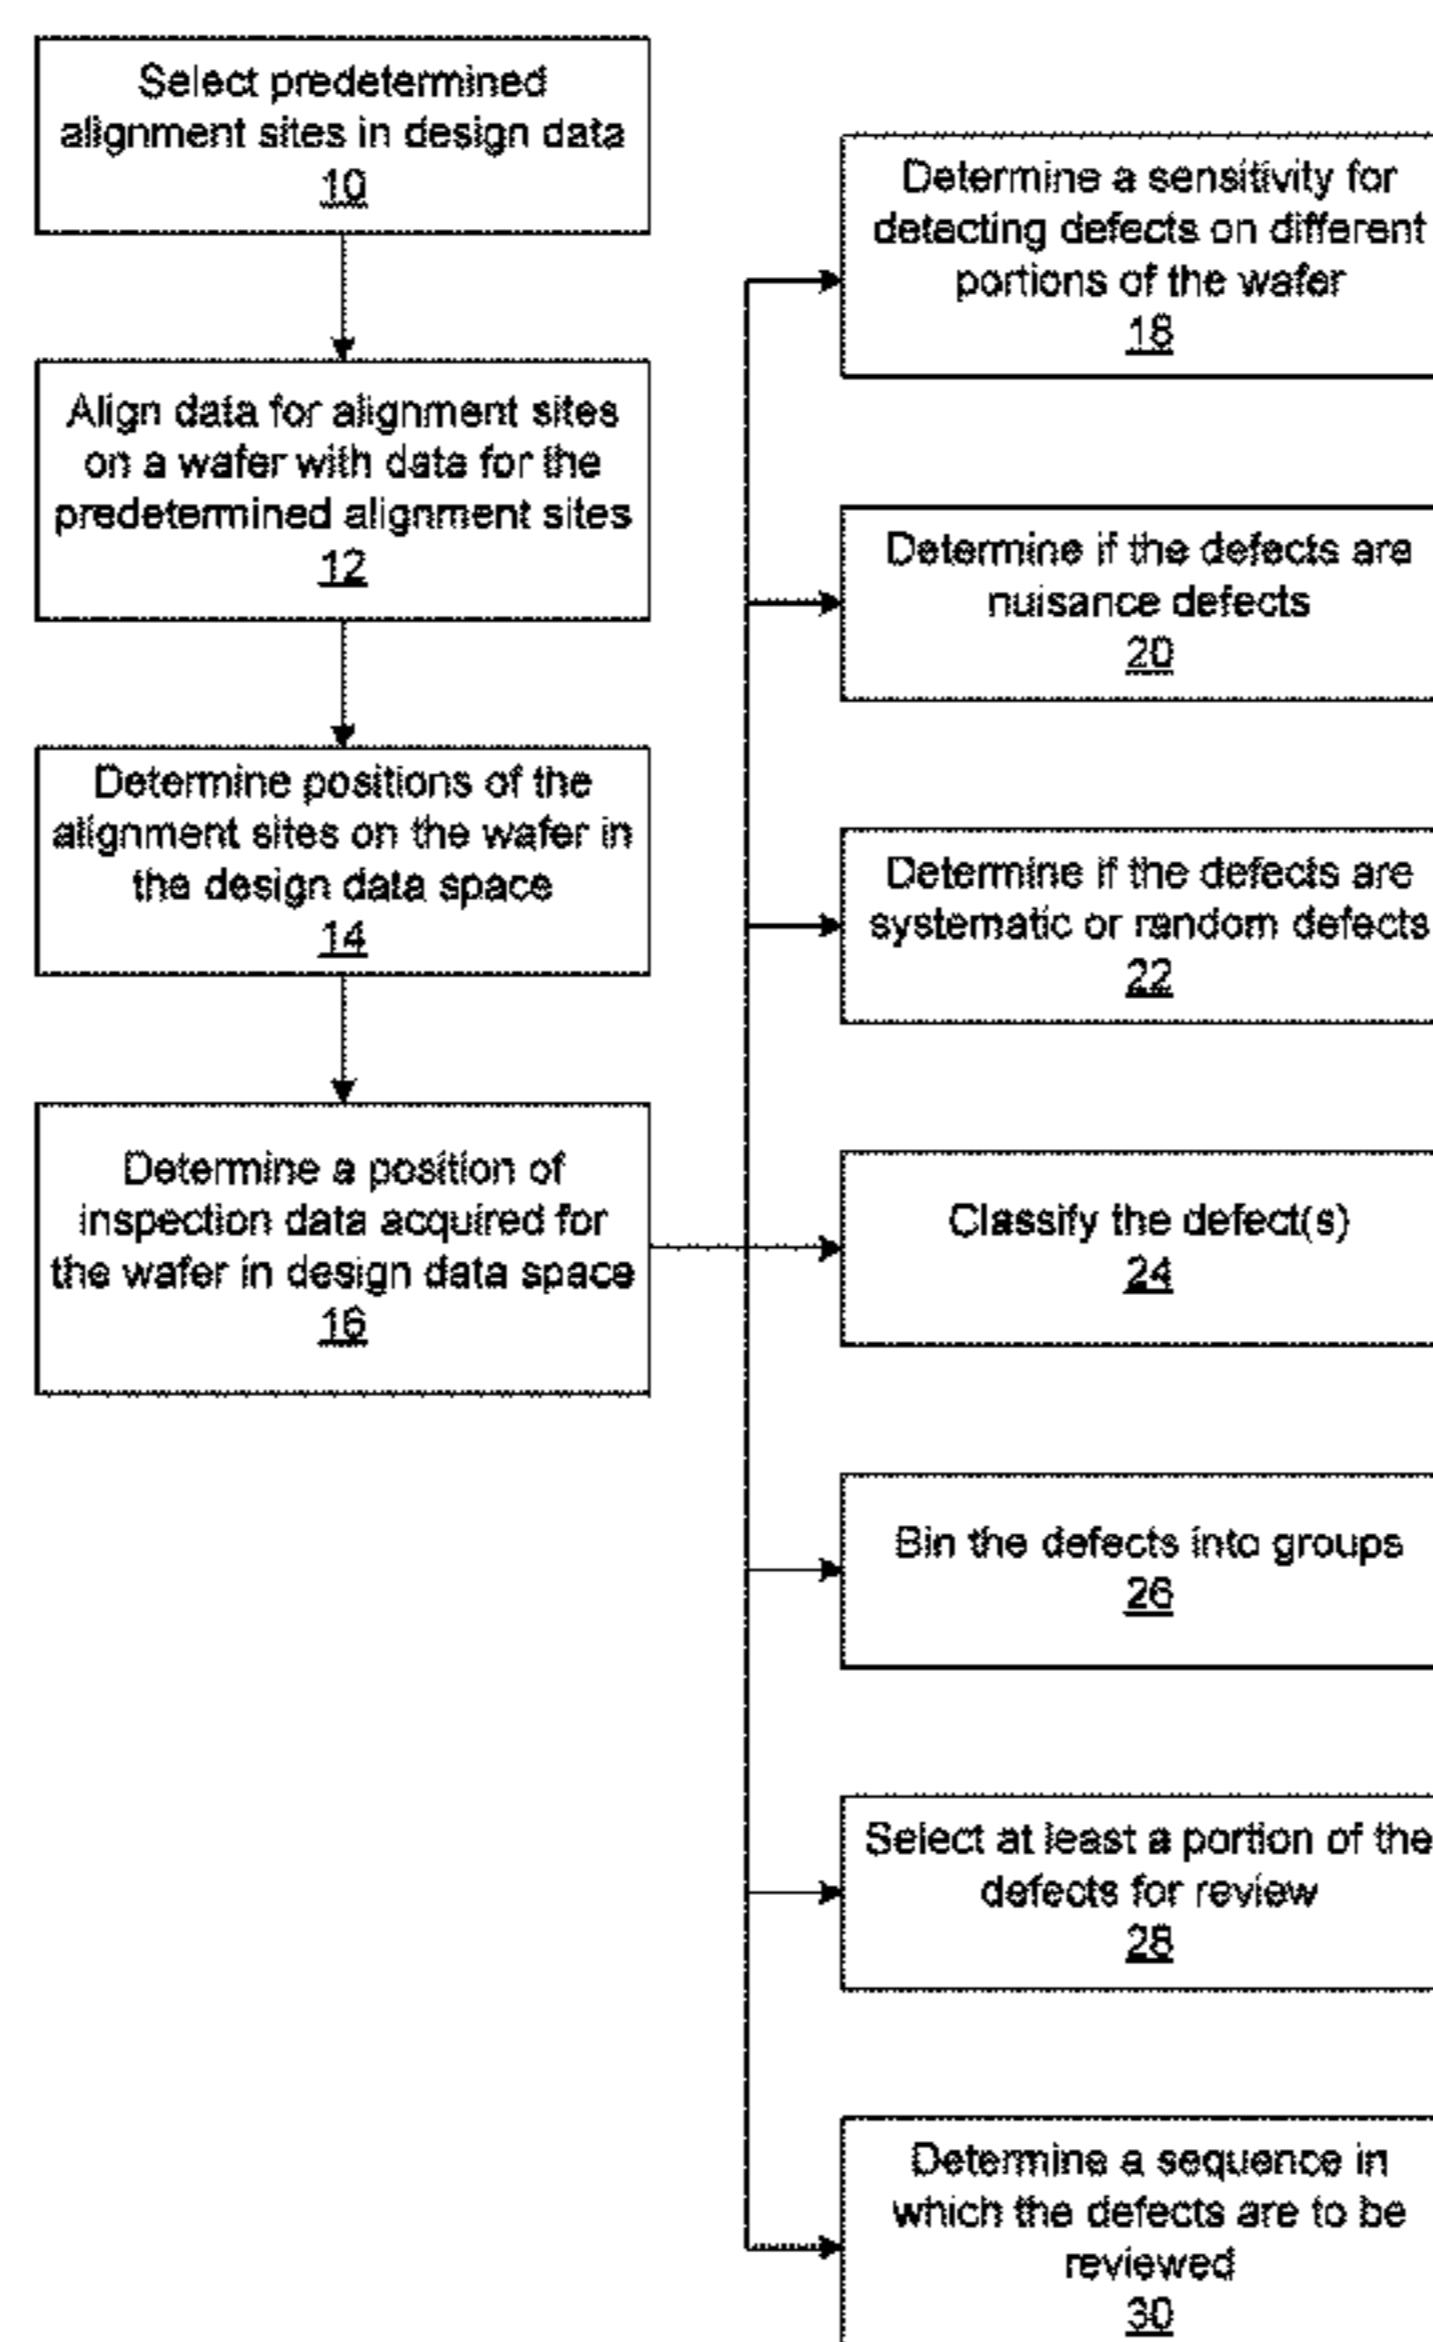 Select predetermined
alignment sites in design data
10
Align data for alignment sites
on a wafer with data for the
predetermined alignment sites
12
Determine positions of the
alignment sites on the wafer in
the design data space
14
Determine a position of
inspection data acquired for
the wafer in design data space
16
Determine a sensitivity for
detecting defects on different
portions of the wafer
18
Determine if the defects are
nuisance defects
20
Determine if the defects are
systematic or random defects
22
Classify the defect(s)
24
Bin the defects into groups
26
Select at least a portion of the
defects for review
28
Determine a sequence in
which the defects are to be
reviewed
30